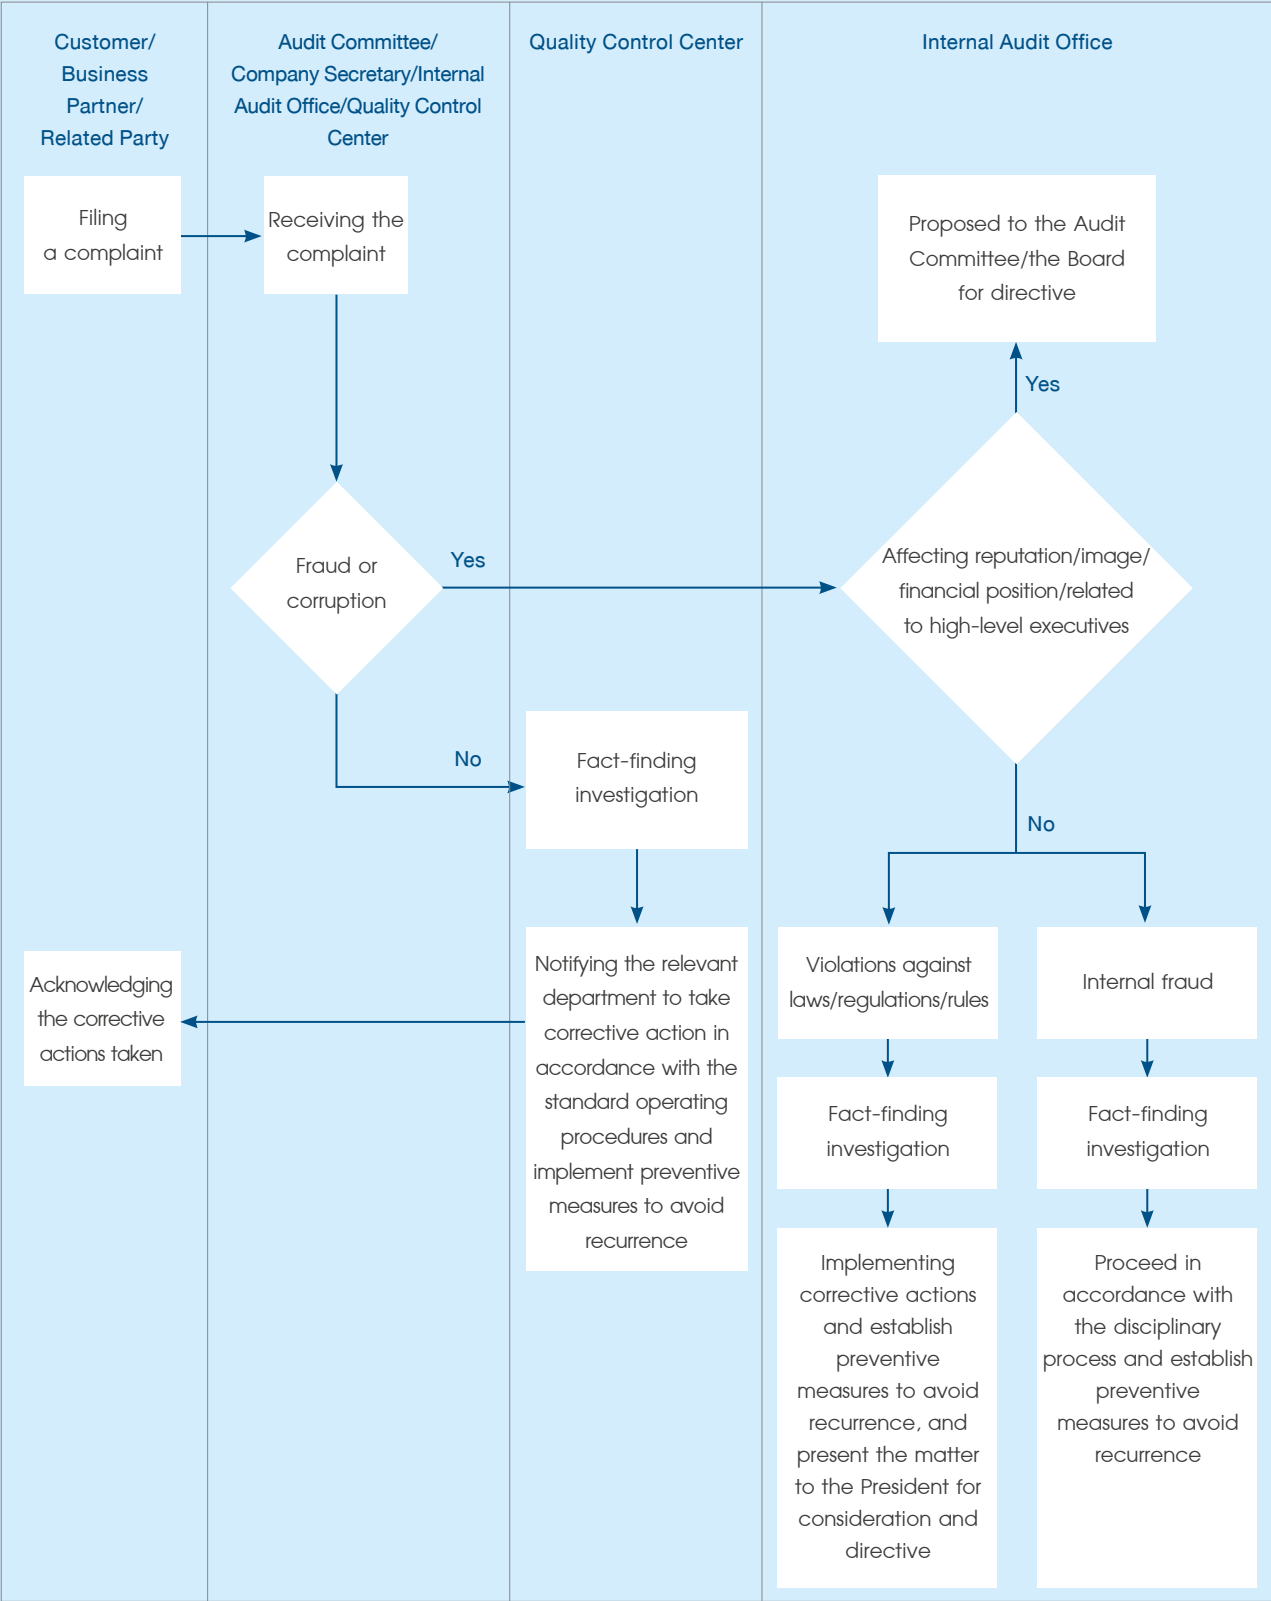 Customer/
Business
Partner/
Related Party
Audit Committee/
Company Secretary/Internal
Audit Office/Quality Control
Center
Quality Control Center
Internal Audit Office
Filing
a complaint
Receiving the
complaint
Proposed to the Audit
Committee/the Board
for directive
Yes
Fraud or
corruption
Yes
Affecting reputation/image/
financial position/related
to high-level executives
No
Fact-finding
investigation
No
Acknowledging
the corrective
actions taken
Notifying the relevant
department to take
corrective action in
accordance with the
standard operating
procedures and
implement preventive
measures to avoid
recurrence
Violations against
laws/regulations/rules
Internal fraud
Fact-finding
investigation
Fact-finding
investigation
Implementing
corrective actions
and establish
preventive
measures to avoid
recurrence, and
present the matter
to the President for
consideration and
directive
Proceed in
accordance with
the disciplinary
process and establish
preventive
measures to avoid
recurrence